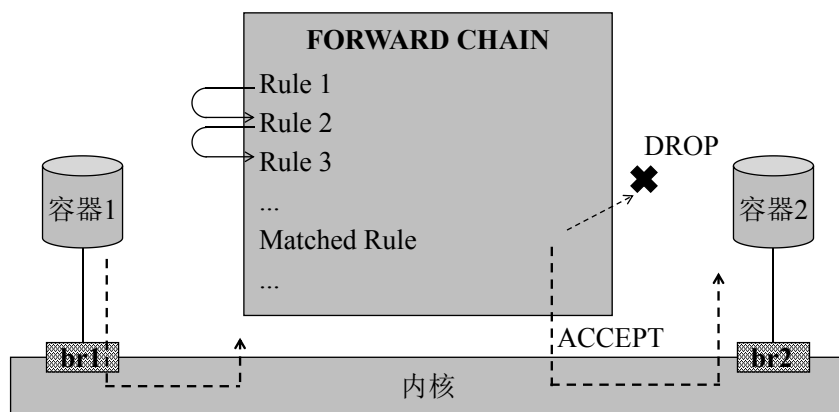 FORWARD CHAIN
Rule 1
Rule 2
Rule 3
...
Matched Rule
...
DROP
容器1
容器2
ACCEPT
br1
br2
内核